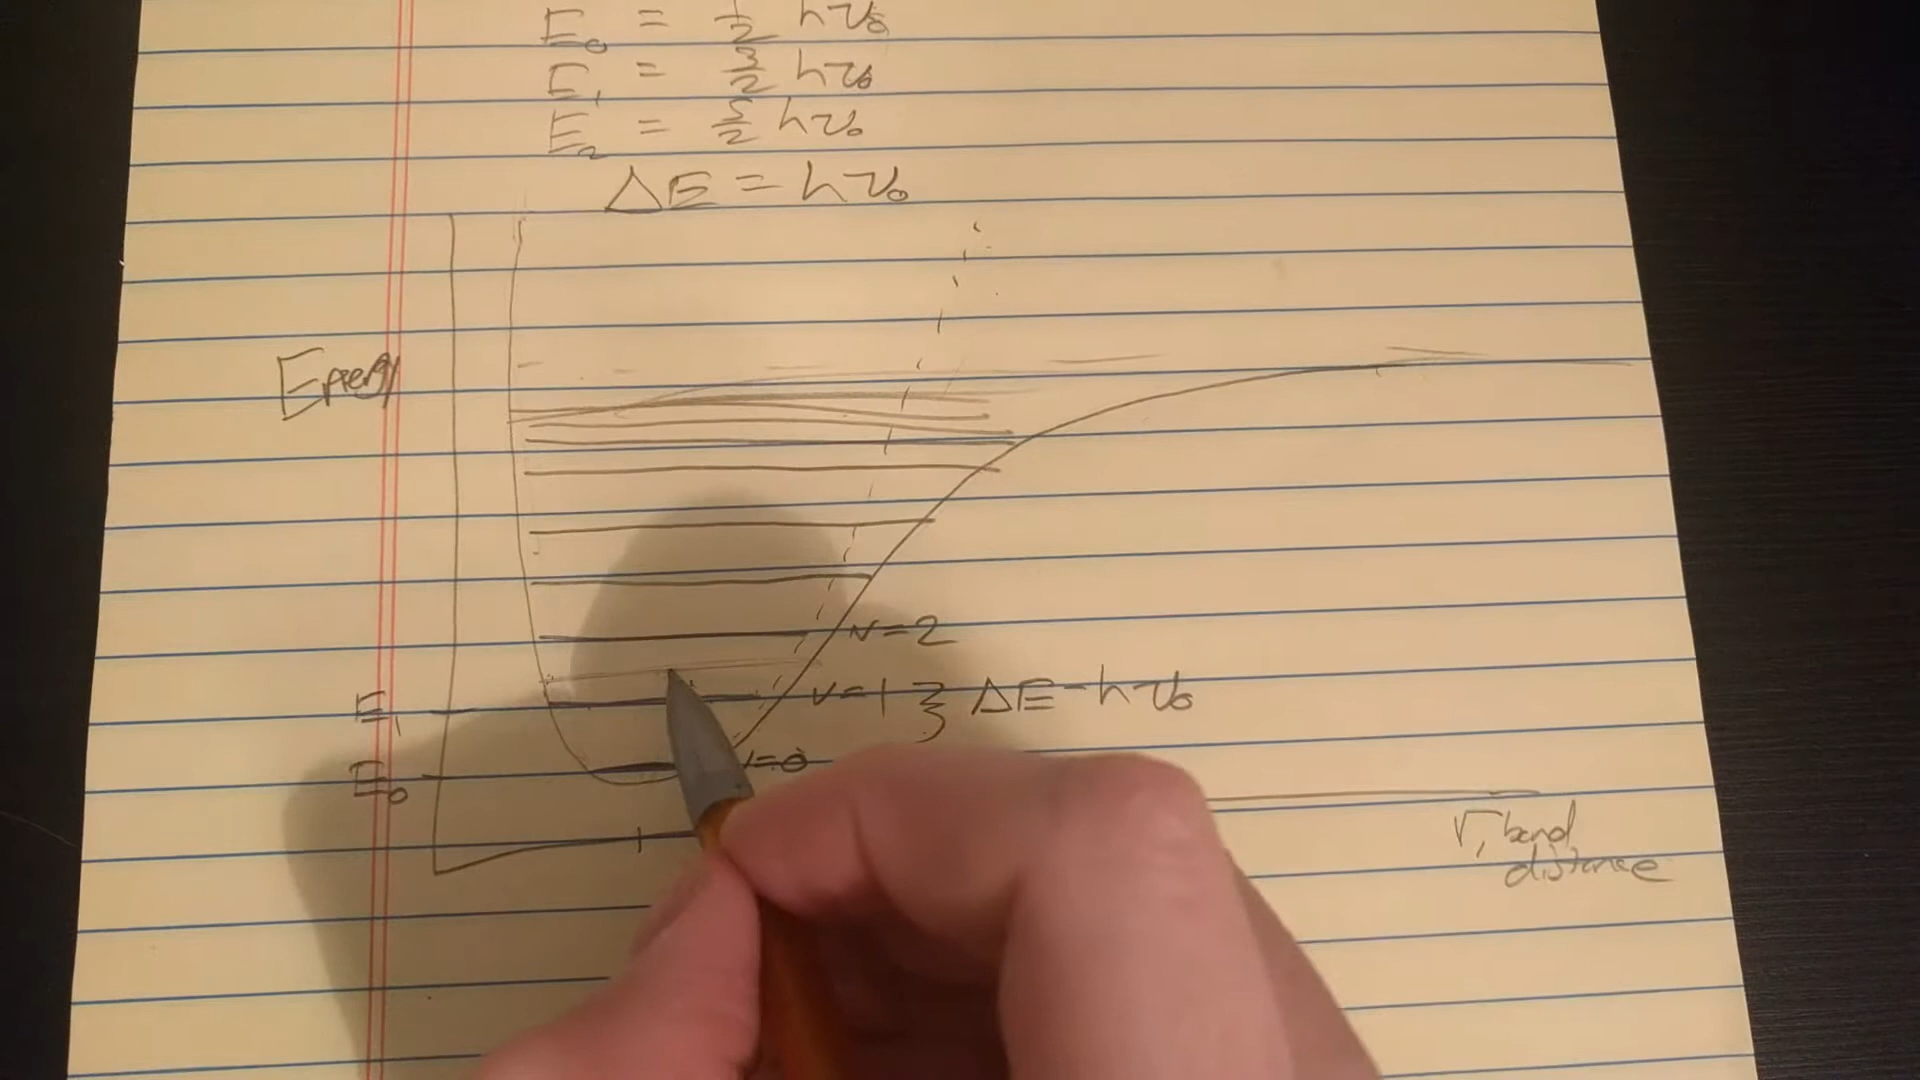 E₀ = 1/2 hν₀
E₁ = 3/2 hν₀
E₂ = 5/2 hν₀
ΔE = hν₀
Energy
v=2
E₁
v=1 } ΔE - hν₀
E₀
v=0
r, bond
distance